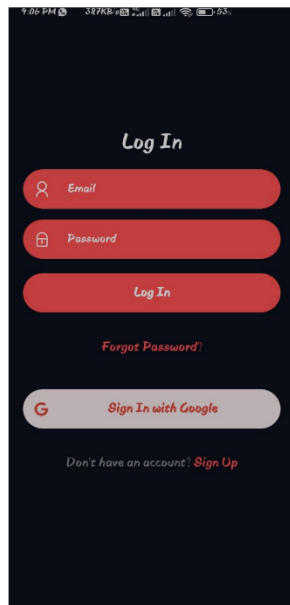 9:06 PM 53
Log In
Email
Password
Log In
Forgot Password?
G Sign In with Google
Don't have an account? Sign Up